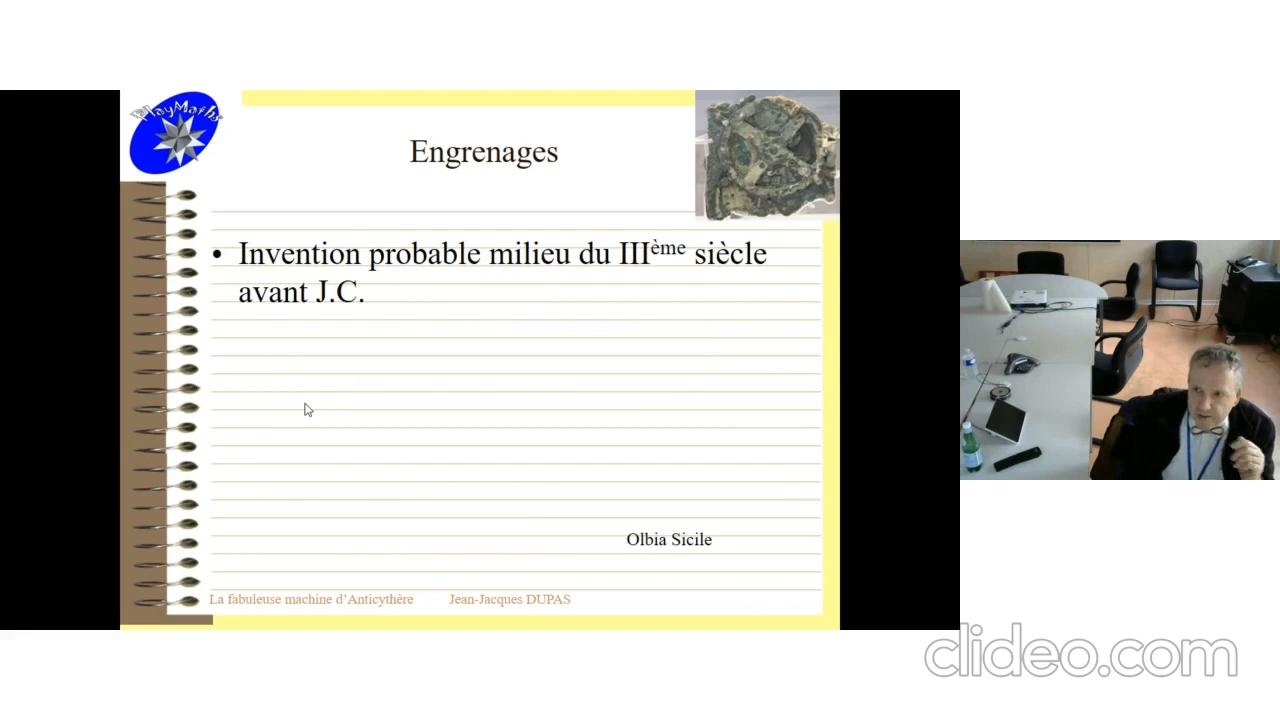 PlayMaths
Engrenages
• Invention probable milieu du IIIème siècle
avant J.C.
Olbia Sicile
La fabuleuse machine d'Anticythère Jean-Jacques DUPAS
clideo.com